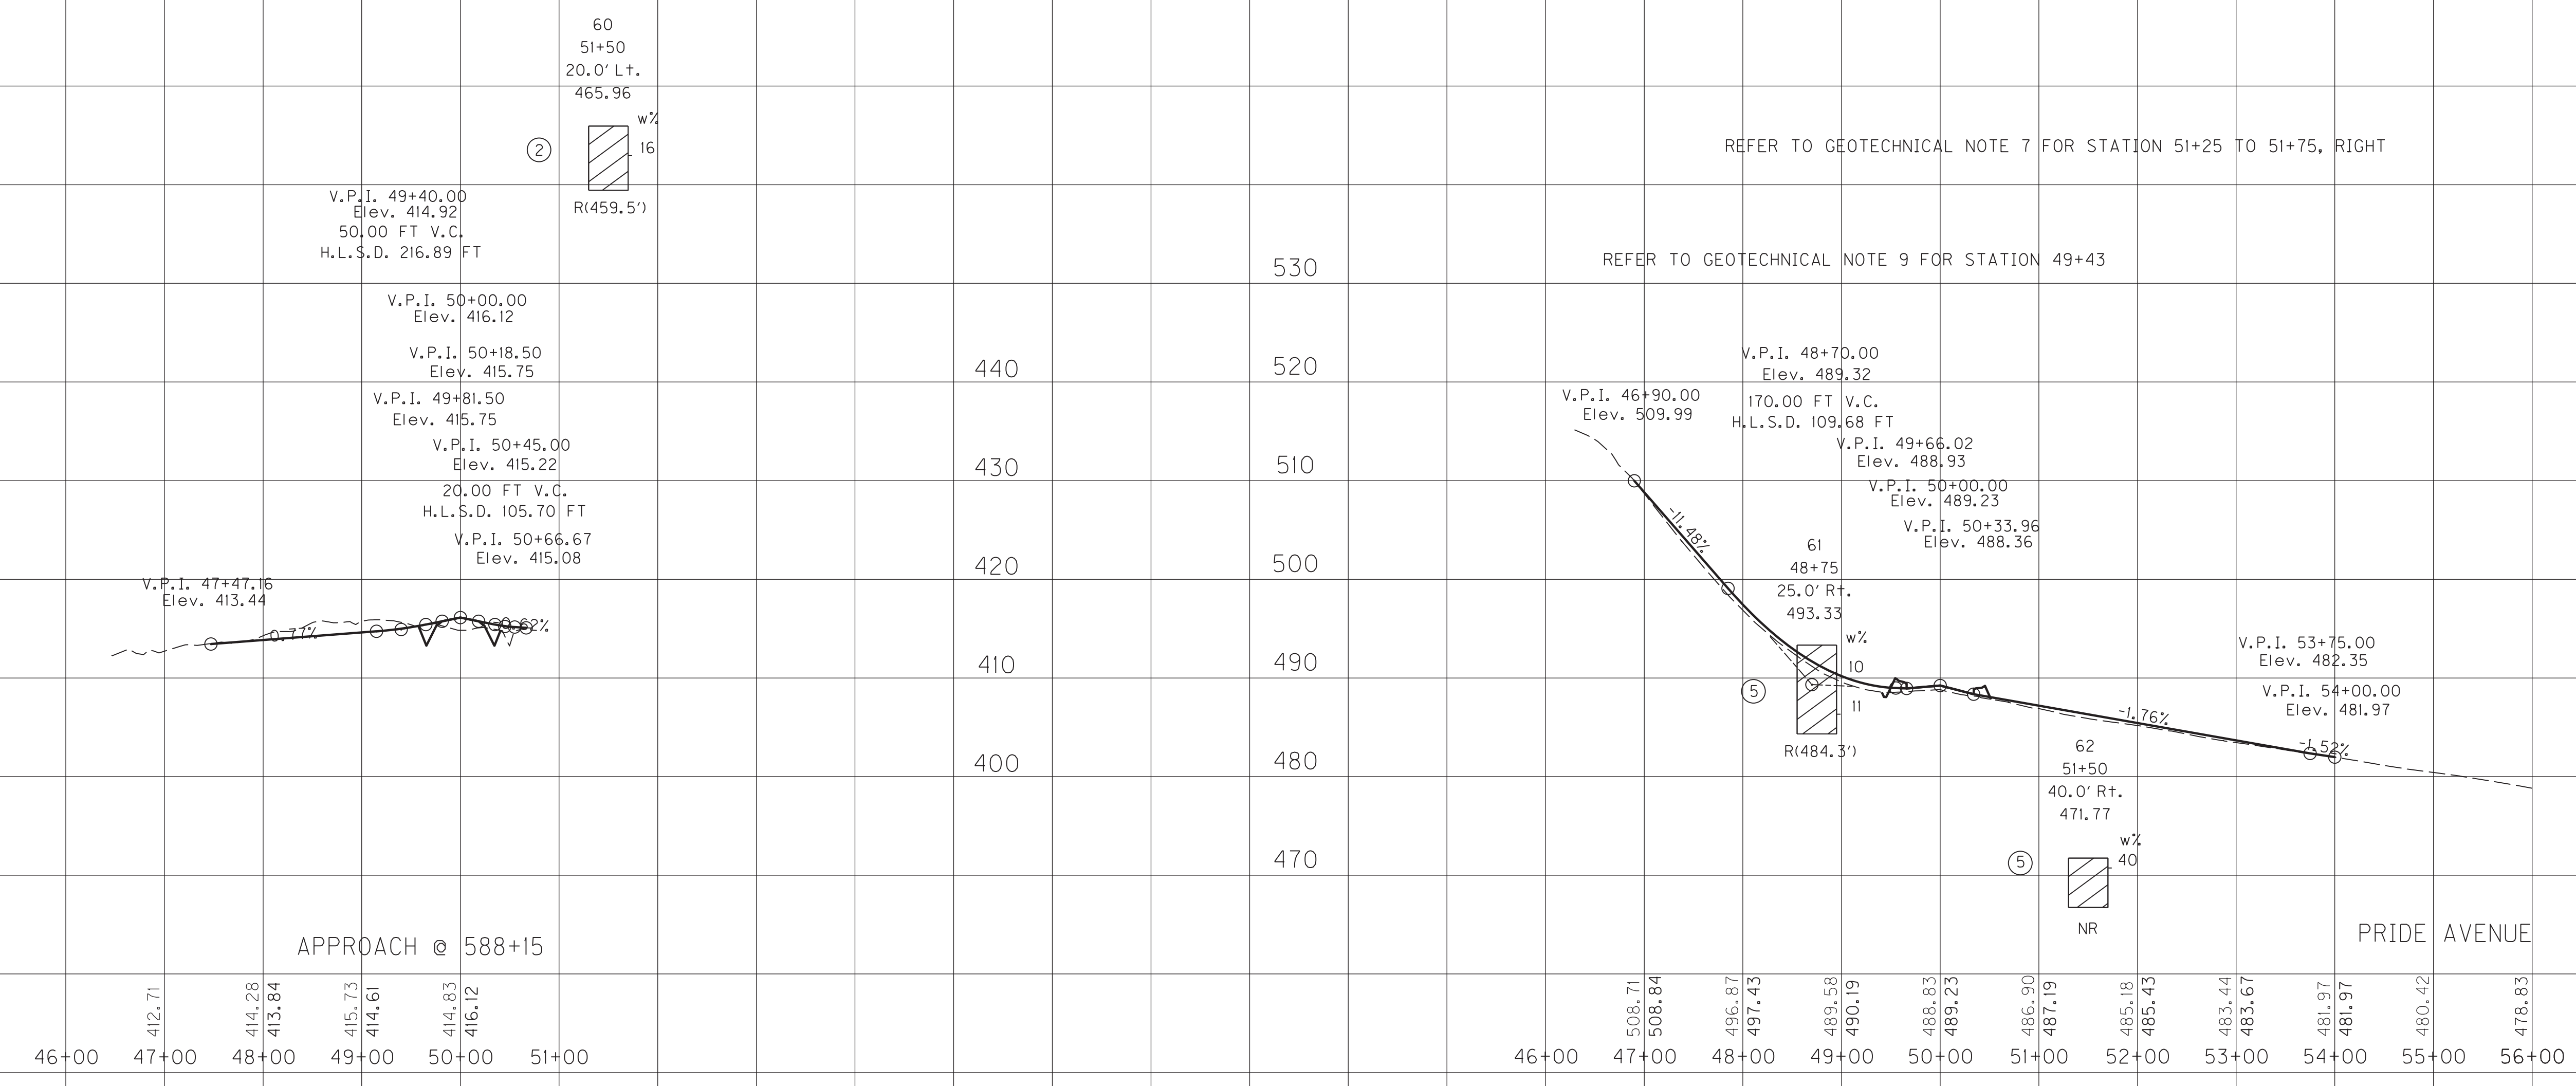 60
51+50
20.0' Lt.
465.96
w%
16
2
R(459.5')
V.P.I. 49+40.00
Elev. 414.92
50.00 FT V.C.
H.L.S.D. 216.89 FT
V.P.I. 50+00.00
Elev. 416.12
V.P.I. 50+18.50
Elev. 415.75
V.P.I. 49+81.50
Elev. 415.75
V.P.I. 50+45.00
Elev. 415.22
20.00 FT V.C.
H.L.S.D. 105.70 FT
V.P.I. 50+66.67
Elev. 415.08
V.P.I. 47+47.16
Elev. 413.44
0.77%
440
430
420
410
400
APPROACH @ 588+15
412.71
414.28
413.84
415.73
414.61
414.83
416.12
46+00 47+00 48+00 49+00 50+00 51+00
REFER TO GEOTECHNICAL NOTE 7 FOR STATION 51+25 TO 51+75, RIGHT
REFER TO GEOTECHNICAL NOTE 9 FOR STATION 49+43
530
520
510
500
490
480
470
V.P.I. 46+90.00
Elev. 509.99
V.P.I. 48+70.00
Elev. 489.32
170.00 FT V.C.
H.L.S.D. 109.68 FT
V.P.I. 49+66.02
Elev. 488.93
V.P.I. 50+00.00
Elev. 489.23
V.P.I. 50+33.96
Elev. 488.36
-11.48%
61
48+75
25.0' Rt.
493.33
w%
10
5
11
R(484.3')
V.P.I. 53+75.00
Elev. 482.35
V.P.I. 54+00.00
Elev. 481.97
-1.76%
-1.52%
62
51+50
40.0' Rt.
471.77
w%
40
5
NR
PRIDE AVENUE
508.71
508.84
496.87
497.43
489.58
490.19
488.83
489.23
486.90
487.19
485.18
485.43
483.44
483.67
481.97
481.97
480.42
478.83
46+00 47+00 48+00 49+00 50+00 51+00 52+00 53+00 54+00 55+00 56+00